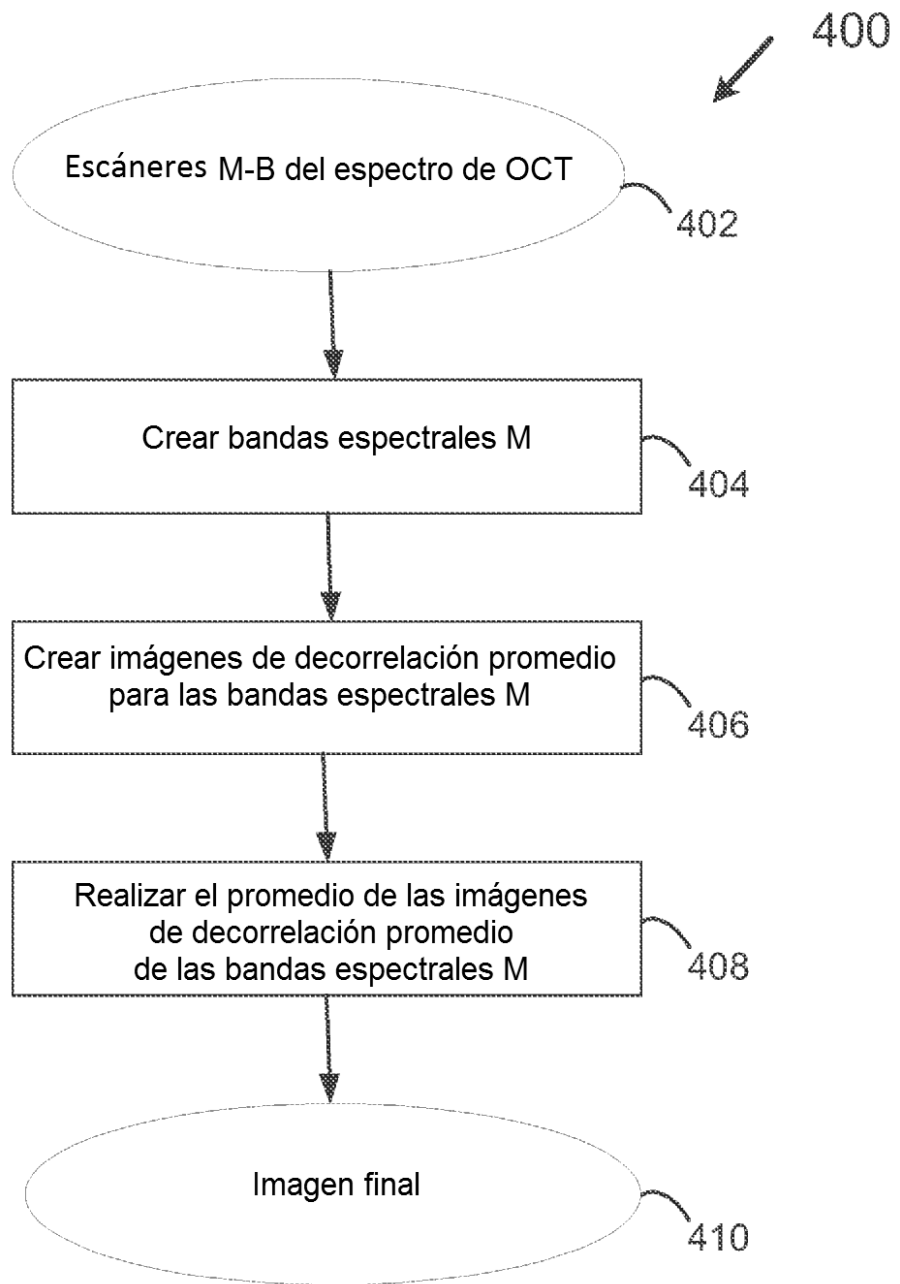 400
Escáneres M-B del espectro de OCT
402
Crear bandas espectrales M
404
Crear imágenes de decorrelación promedio
para las bandas espectrales M
406
Realizar el promedio de las imágenes
de decorrelación promedio
de las bandas espectrales M
408
Imagen final
410